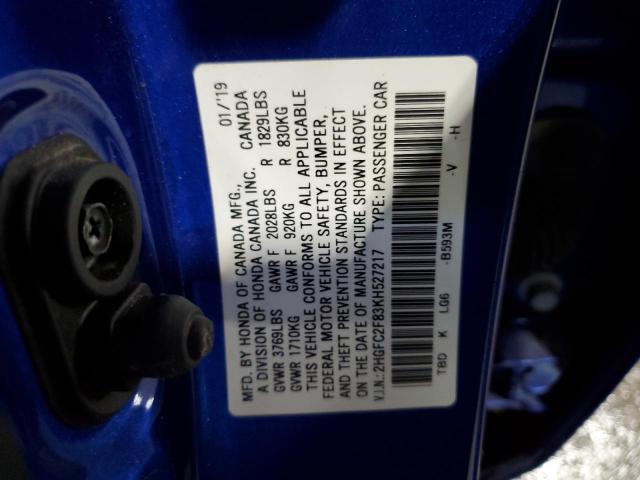 MFD. BY HONDA OF CANADA MFG., 01/'19
A DIVISION OF HONDA CANADA INC. CANADA
GVWR 3769LBS GAWR F 2028LBS R 1829LBS
GVWR 1710KG GAWR F 920KG R 830KG
THIS VEHICLE CONFORMS TO ALL APPLICABLE
FEDERAL MOTOR VEHICLE SAFETY, BUMPER,
AND THEFT PREVENTION STANDARDS IN EFFECT
ON THE DATE OF MANUFACTURE SHOWN ABOVE.
V.I.N.: 2HGFC2F83KH527217 TYPE: PASSENGER CAR
TBD K LG6 -B593M -V -H